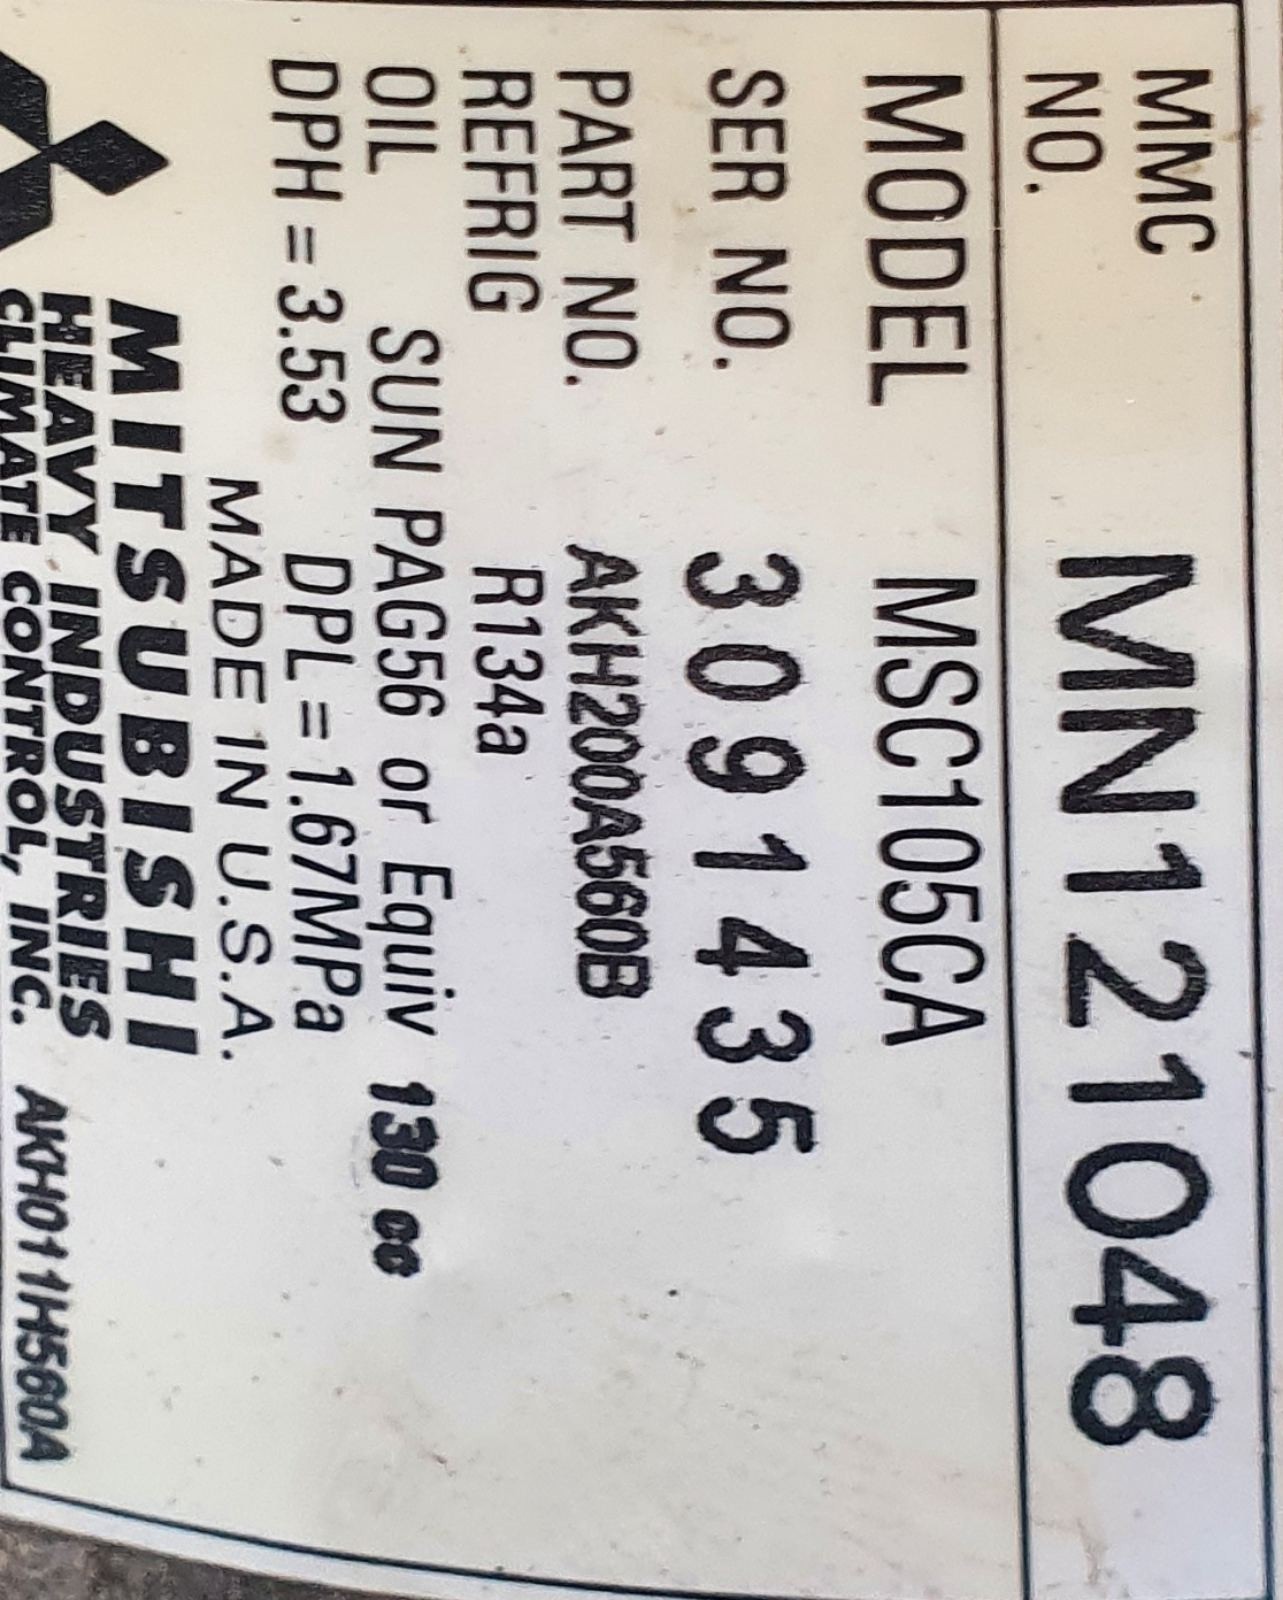 MMC NO. MN121048
MODEL MSC105CA
SER NO. 3091435
PART NO. AKH200A560B
REFRIG R134a
OIL SUN PAG56 or Equiv 130 cc
DPH = 3.53 DPL = 1.67MPa
MADE IN U.S.A.
MITSUBISHI
HEAVY INDUSTRIES
CLIMATE CONTROL, INC. AKH011H560A